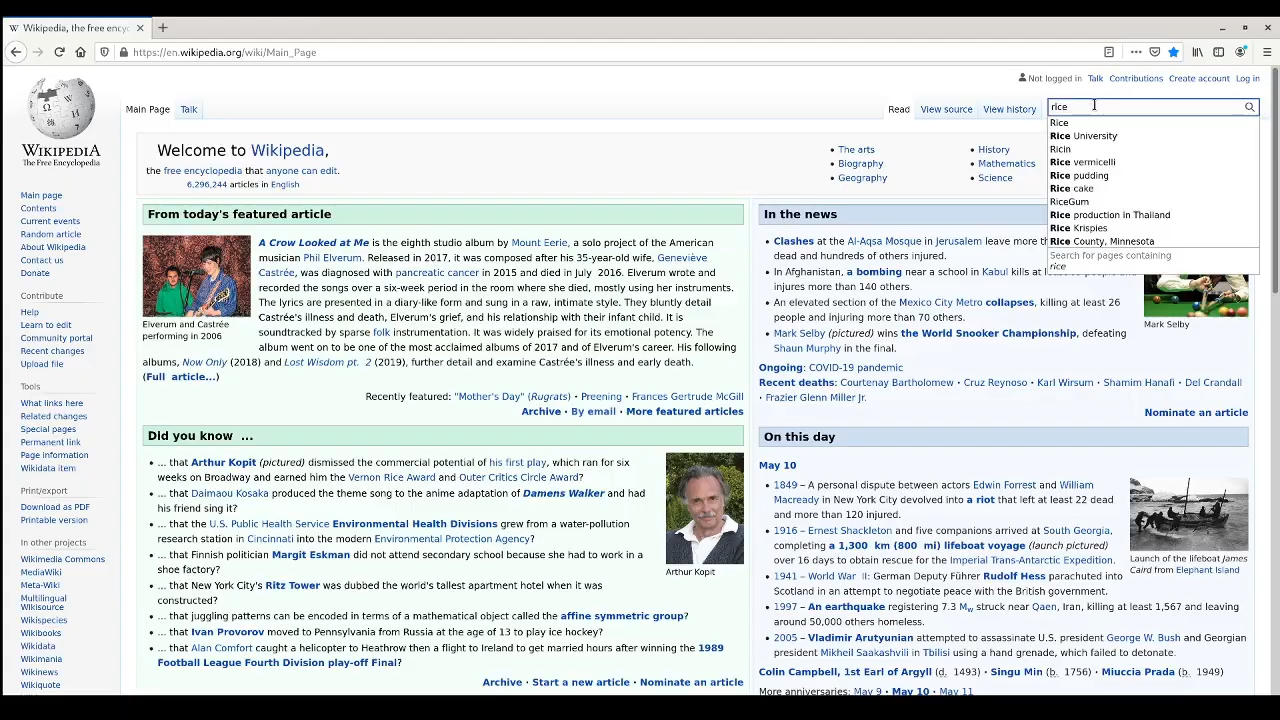 Wikipedia, the free ency
https://en.wikipedia.org/wiki/Main_Page
Not logged in Talk Contributions Create account Log in
Main Page Talk Read View source View history
rice
Rice
Rice University
Ricin
Rice vermicelli
Rice pudding
Rice cake
RiceGum
Rice production in Thailand
Rice Krispies
Rice County, Minnesota
Search for pages containing
rice
WIKIPEDIA
The Free Encyclopedia
Main page
Contents
Current events
Random article
About Wikipedia
Contact us
Donate
Contribute
Help
Learn to edit
Community portal
Recent changes
Upload file
Tools
What links here
Related changes
Special pages
Permanent link
Page information
Wikidata item
Print/export
Download as PDF
Printable version
In other projects
Wikimedia Commons
MediaWiki
Meta-Wiki
Multilingual
Wikisource
Wikispecies
Wikibooks
Wikidata
Wikimania
Wikinews
Wikiquote
Welcome to Wikipedia,
the free encyclopedia that anyone can edit.
6,296,244 articles in English
• The arts
• Biography
• Geography
• History
• Mathematics
• Science
From today's featured article
A Crow Looked at Me is the eighth studio album by Mount Eerie, a solo project of the American
musician Phil Elverum. Released in 2017, it was composed after his 35-year-old wife, Geneviève
Castrée, was diagnosed with pancreatic cancer in 2015 and died in July 2016. Elverum wrote and
recorded the songs over a six-week period in the room where she died, mostly using her instruments.
The lyrics are presented in a diary-like form and sung in a raw, intimate style. They bluntly detail
Castrée's illness and death, Elverum's grief, and his relationship with their infant child. It is
soundtracked by sparse folk instrumentation. It was widely praised for its emotional potency. The
album went on to be one of the most acclaimed albums of 2017 and of Elverum's career. His following
albums, Now Only (2018) and Lost Wisdom pt. 2 (2019), further detail and examine Castrée's illness and early death.
(Full article...)
Elverum and Castrée
performing in 2006
Recently featured: "Mother's Day" (Rugrats) · Preening · Frances Gertrude McGill
Archive · By email · More featured articles
Did you know ...
• ... that Arthur Kopit (pictured) dismissed the commercial potential of his first play, which ran for six
weeks on Broadway and earned him the Vernon Rice Award and Outer Critics Circle Award?
• ... that Daimaou Kosaka produced the theme song to the anime adaptation of Damens Walker and had
his friend sing it?
• ... that the U.S. Public Health Service Environmental Health Divisions grew from a water-pollution
research station in Cincinnati into the modern Environmental Protection Agency?
• ... that Finnish politician Margit Eskman did not attend secondary school because she had to work in a
shoe factory?
• ... that New York City's Ritz Tower was dubbed the world's tallest apartment hotel when it was
constructed?
• ... that juggling patterns can be encoded in terms of a mathematical object called the affine symmetric group?
• ... that Ivan Provorov moved to Pennsylvania from Russia at the age of 13 to play ice hockey?
• ... that Alan Comfort caught a helicopter to Heathrow then a flight to Ireland to get married hours after winning the 1989
Football League Fourth Division play-off Final?
Arthur Kopit
Archive · Start a new article · Nominate an article
In the news
• Clashes at the Al-Aqsa Mosque in Jerusalem leave more th
dead and hundreds of others injured.
• In Afghanistan, a bombing near a school in Kabul kills at l
injures more than 140 others.
• An elevated section of the Mexico City Metro collapses, killing at least 26
people and injuring more than 70 others.
• Mark Selby (pictured) wins the World Snooker Championship, defeating
Shaun Murphy in the final.
Mark Selby
Ongoing: COVID-19 pandemic
Recent deaths: Courtenay Bartholomew · Cruz Reynoso · Karl Wirsum · Shamim Hanafi · Del Crandall
· Frazier Glenn Miller Jr.
Nominate an article
On this day
May 10
• 1849 – A personal dispute between actors Edwin Forrest and William
Macready in New York City devolved into a riot that left at least 22 dead
and more than 120 injured.
• 1916 – Ernest Shackleton and five companions arrived at South Georgia,
completing a 1,300 km (800 mi) lifeboat voyage (launch pictured)
over 16 days to obtain rescue for the Imperial Trans-Antarctic Expedition.
• 1941 – World War II: German Deputy Führer Rudolf Hess parachuted into
Scotland in an attempt to negotiate peace with the British government.
• 1997 – An earthquake registering 7.3 Mw struck near Qaen, Iran, killing at least 1,567 and leaving
around 50,000 others homeless.
• 2005 – Vladimir Arutyunian attempted to assassinate U.S. president George W. Bush and Georgian
president Mikheil Saakashvili in Tbilisi using a hand grenade, which failed to detonate.
Launch of the lifeboat James
Caird from Elephant Island
Colin Campbell, 1st Earl of Argyll (d. 1493) · Singu Min (b. 1756) · Miuccia Prada (b. 1949)
More anniversaries: May 9 · May 10 · May 11